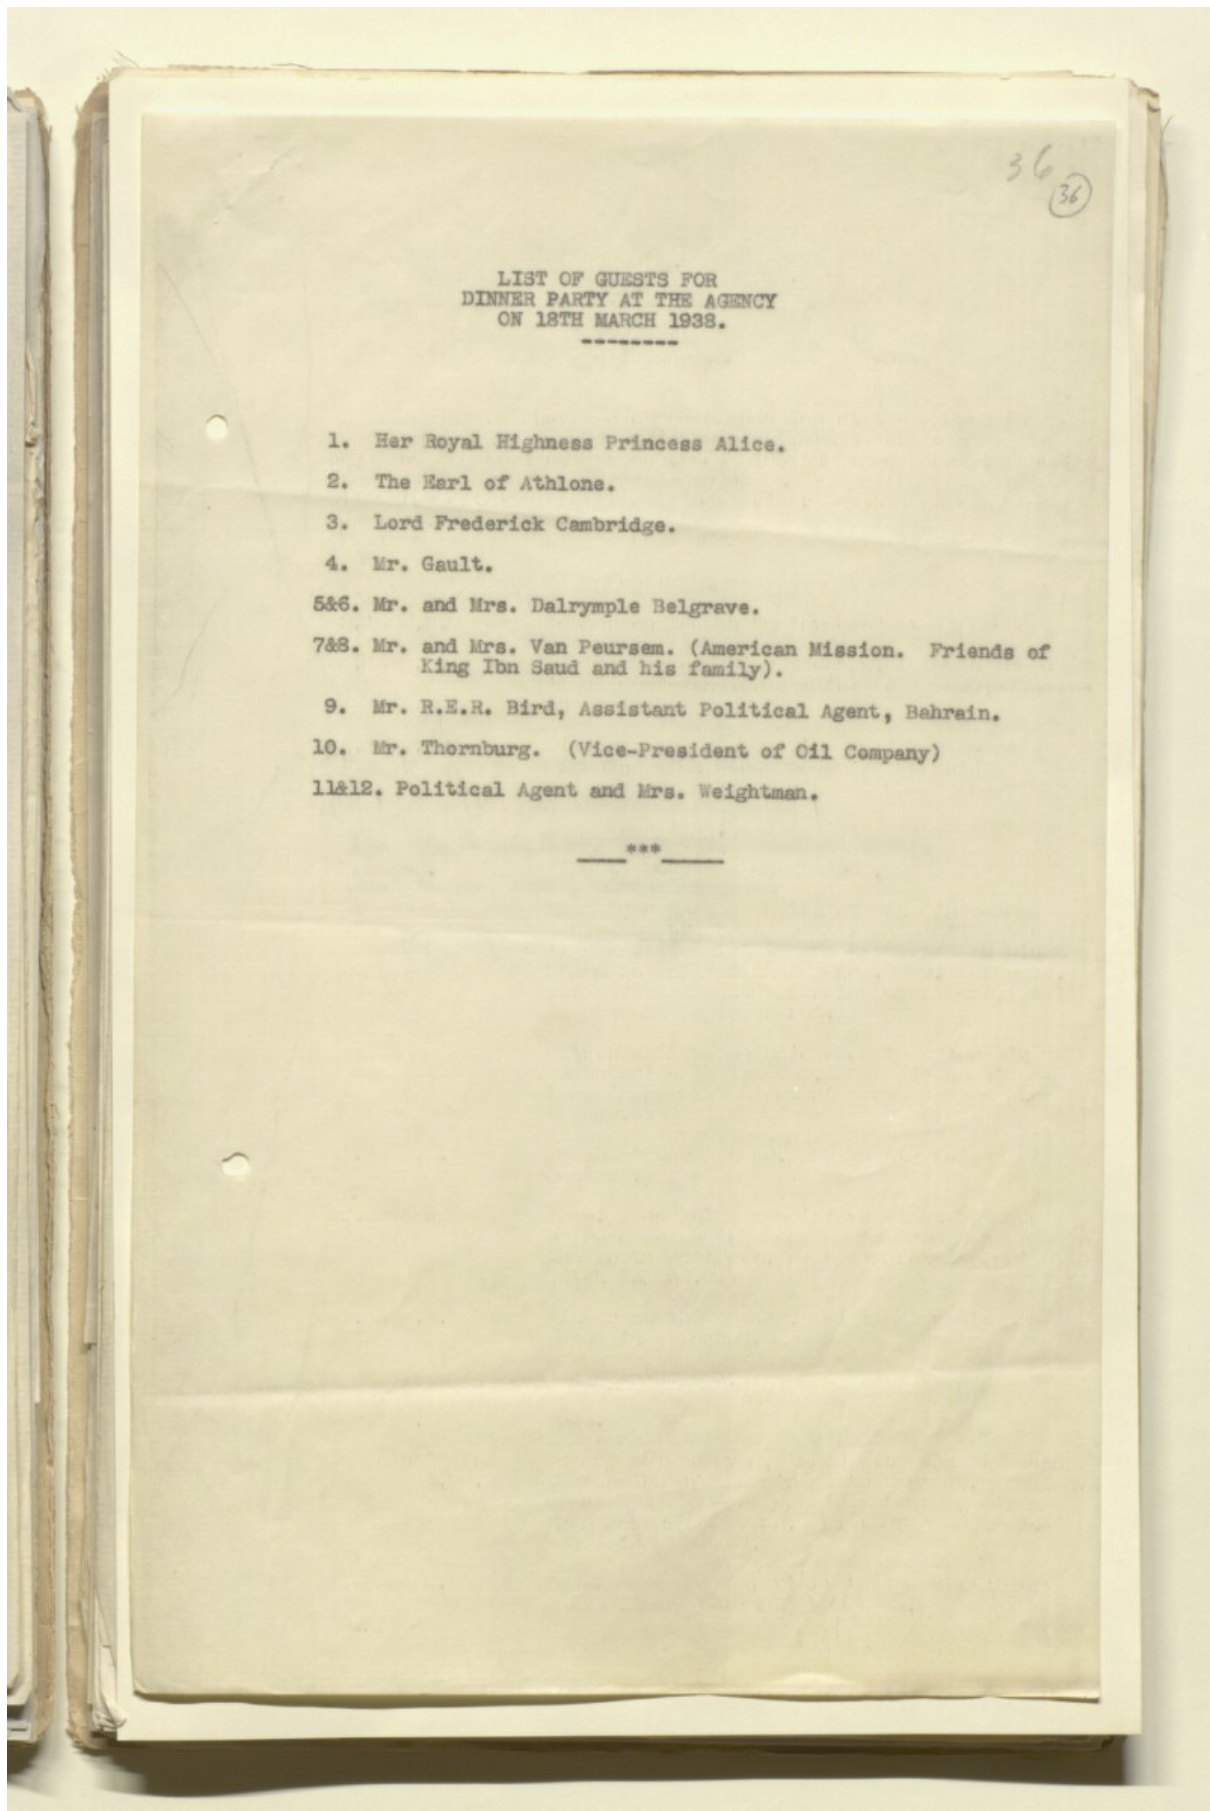 36
36
LIST OF GUESTS FOR
DINNER PARTY AT THE AGENCY
ON 18TH MARCH 1938.
--------
1. Her Royal Highness Princess Alice.
2. The Earl of Athlone.
3. Lord Frederick Cambridge.
4. Mr. Gault.
5&6. Mr. and Mrs. Dalrymple Belgrave.
7&8. Mr. and Mrs. Van Peursem. (American Mission. Friends of
King Ibn Saud and his family).
9. Mr. R.E.R. Bird, Assistant Political Agent, Bahrain.
10. Mr. Thornburg. (Vice-President of Oil Company)
11&12. Political Agent and Mrs. Weightman.
____***_____